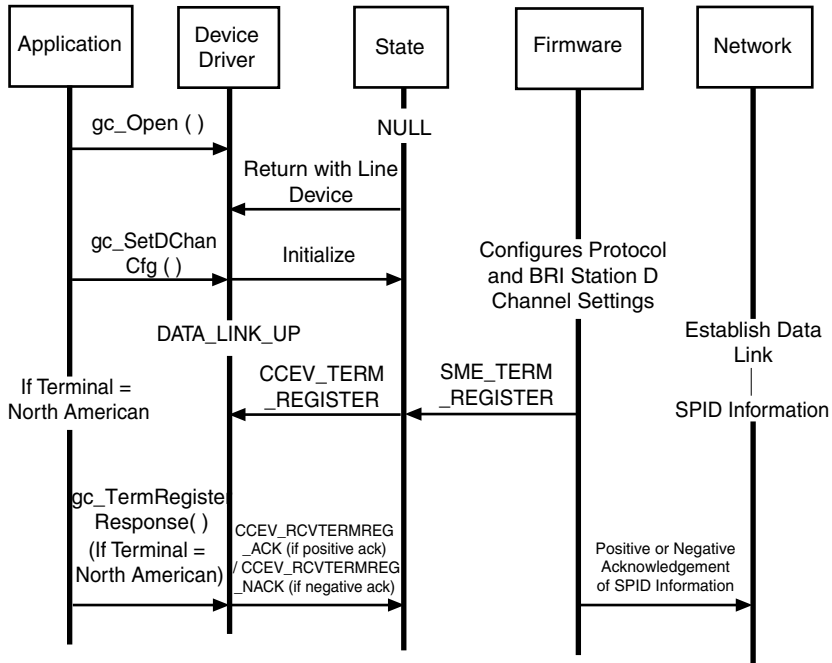 Application
Device
Driver
State
Firmware
Network
gc_Open ( )
NULL
Return with Line
Device
gc_SetDChan
Cfg ( )
Initialize
Configures Protocol
and BRI Station D
Channel Settings
DATA_LINK_UP
Establish Data
Link
If Terminal =
North American
CCEV_TERM
_REGISTER
SME_TERM
_REGISTER
SPID Information
gc_TermRegister
Response( )
(If Terminal =
North American)
CCEV_RCVTERMREG
_ACK (if positive ack)
/ CCEV_RCVTERMREG
_NACK (if negative ack)
Positive or Negative
Acknowledgement
of SPID Information